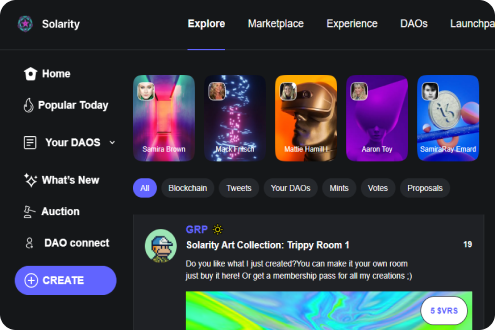 Solarity
Explore
Marketplace
Experience
DAOs
Launchpa
Home
Popular Today
Your DAOS
What's New
Auction
DAO connect
CREATE
Samira Brown
Mack Fritsch
Mattie Hamill I
Aaron Toy
SamiraRay Emard
All
Blockchain
Tweets
Your DAOs
Mints
Votes
Proposals
GRP
Solarity Art Collection: Trippy Room 1
19
Do you like what I just created?You can make it your own room
just buy it here! Or get a membership pass for all my creations ;)
5 $VRS